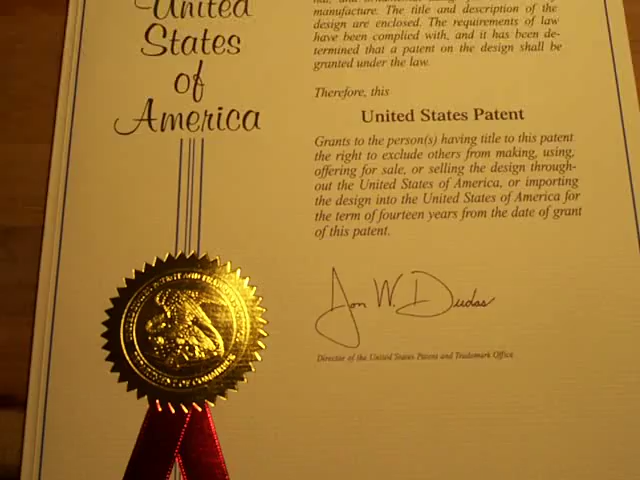 United
States
of
America
manufacture. The title and description of the
design are enclosed. The requirements of law
have been complied with, and it has been de-
termined that a patent on the design shall be
granted under the law.
Therefore, this
United States Patent
Grants to the person(s) having title to this patent
the right to exclude others from making, using,
offering for sale, or selling the design through-
out the United States of America, or importing
the design into the United States of America for
the term of fourteen years from the date of grant
of this patent.
Jon W. Dudas
Director of the United States Patent and Trademark Office